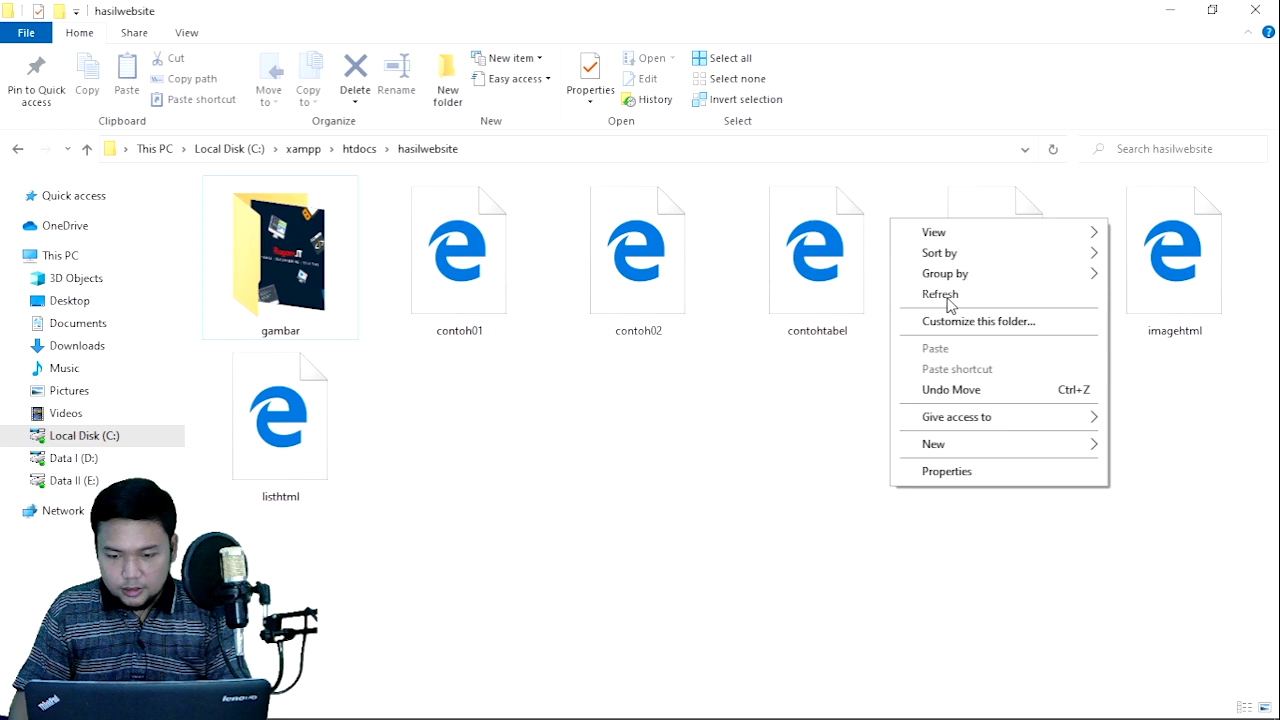 hasilwebsite
File
Home
Share
View
Pin to Quick access
Copy
Paste
Cut
Copy path
Paste shortcut
Clipboard
Move to
Copy to
Delete
Rename
Organize
New folder
New item
Easy access
New
Properties
Open
Edit
History
Open
Select all
Select none
Invert selection
Select
This PC
Local Disk (C:)
xampp
htdocs
hasilwebsite
Search hasilwebsite
Quick access
OneDrive
This PC
3D Objects
Desktop
Documents
Downloads
Music
Pictures
Videos
Local Disk (C:)
Data I (D:)
Data II (E:)
Network
gambar
contoh01
contoh02
contohtabel
imagehtml
listhtml
View
Sort by
Group by
Refresh
Customize this folder...
Paste
Paste shortcut
Undo Move Ctrl+Z
Give access to
New
Properties
lenovo
ThinkPad